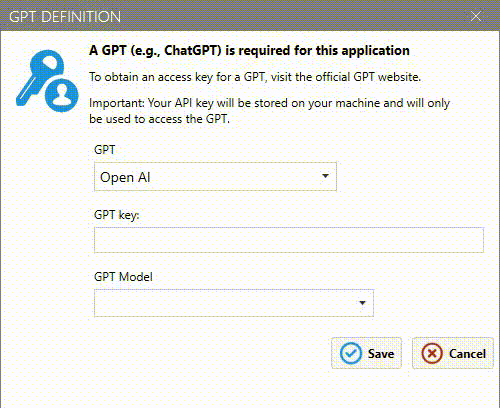 GPT DEFINITION
A GPT (e.g., ChatGPT) is required for this application
To obtain an access key for a GPT, visit the official GPT website.
Important: Your API key will be stored on your machine and will only
be used to access the GPT.
GPT
Open AI
GPT key:
GPT Model
Save
Cancel